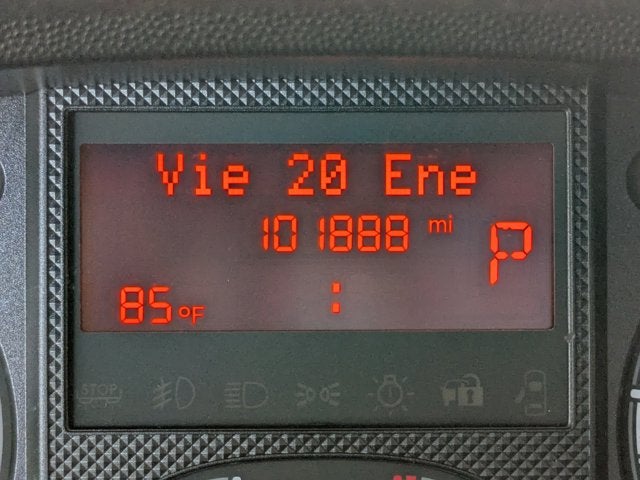 Vie 20 Ene
101888 mi
P
85°F :
STOP